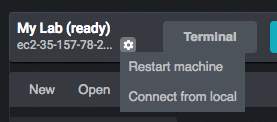 My Lab (ready)
ec2-35-157-78-2...
Terminal
Restart machine
New Open
Connect from local